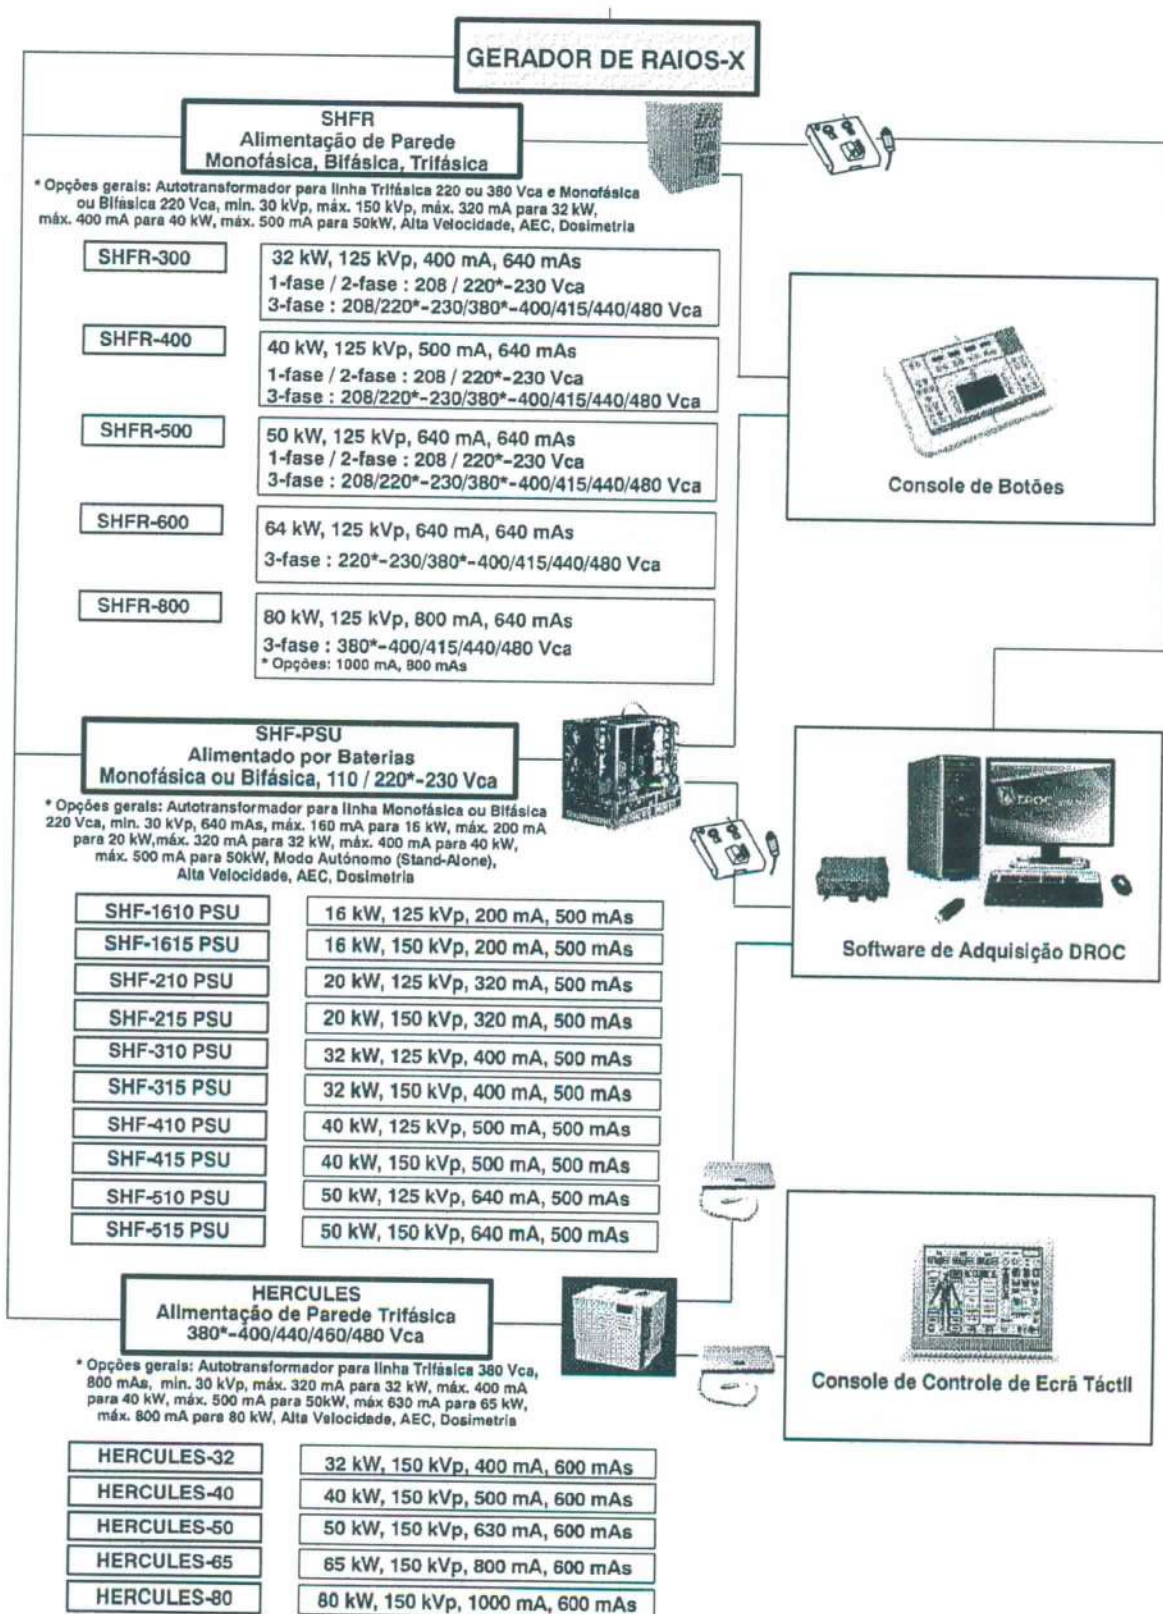 GERADOR DE RAIOS-X
SHFR
Alimentação de Parede
Monofásica, Bifásica, Trifásica
* Opções gerais: Autotransformador para linha Trifásica 220 ou 380 Vca e Monofásica
ou Bifásica 220 Vca, min. 30 kVp, máx. 150 kVp, máx. 320 mA para 32 kW,
máx. 400 mA para 40 kW, máx. 500 mA para 50kW, Alta Velocidade, AEC, Dosimetria
SHFR-300
32 kW, 125 kVp, 400 mA, 640 mAs
1-fase / 2-fase : 208 / 220*-230 Vca
3-fase : 208/220*-230/380*-400/415/440/480 Vca
SHFR-400
40 kW, 125 kVp, 500 mA, 640 mAs
1-fase / 2-fase : 208 / 220*-230 Vca
3-fase : 208/220*-230/380*-400/415/440/480 Vca
SHFR-500
50 kW, 125 kVp, 640 mA, 640 mAs
1-fase / 2-fase : 208 / 220*-230 Vca
3-fase : 208/220*-230/380*-400/415/440/480 Vca
SHFR-600
64 kW, 125 kVp, 640 mA, 640 mAs
3-fase : 220*-230/380*-400/415/440/480 Vca
SHFR-800
80 kW, 125 kVp, 800 mA, 640 mAs
3-fase : 380*-400/415/440/480 Vca
* Opções: 1000 mA, 800 mAs
Console de Botões
SHF-PSU
Alimentado por Baterias
Monofásica ou Bifásica, 110 / 220*-230 Vca
* Opções gerais: Autotransformador para linha Monofásica ou Bifásica
220 Vca, min. 30 kVp, 640 mAs, máx. 160 mA para 16 kW, máx. 200 mA
para 20 kW,máx. 320 mA para 32 kW, máx. 400 mA para 40 kW,
máx. 500 mA para 50kW, Modo Autónomo (Stand-Alone),
Alta Velocidade, AEC, Dosimetria
SHF-1610 PSU
16 kW, 125 kVp, 200 mA, 500 mAs
SHF-1615 PSU
16 kW, 150 kVp, 200 mA, 500 mAs
SHF-210 PSU
20 kW, 125 kVp, 320 mA, 500 mAs
SHF-215 PSU
20 kW, 150 kVp, 320 mA, 500 mAs
SHF-310 PSU
32 kW, 125 kVp, 400 mA, 500 mAs
SHF-315 PSU
32 kW, 150 kVp, 400 mA, 500 mAs
SHF-410 PSU
40 kW, 125 kVp, 500 mA, 500 mAs
SHF-415 PSU
40 kW, 150 kVp, 500 mA, 500 mAs
SHF-510 PSU
50 kW, 125 kVp, 640 mA, 500 mAs
SHF-515 PSU
50 kW, 150 kVp, 640 mA, 500 mAs
DROC
Software de Adquisição DROC
HERCULES
Alimentação de Parede Trifásica
380*-400/440/460/480 Vca
* Opções gerais: Autotransformador para linha Trifásica 380 Vca,
800 mAs, min. 30 kVp, máx. 320 mA para 32 kW, máx. 400 mA
para 40 kW, máx. 500 mA para 50kW, máx 630 mA para 65 kW,
máx. 800 mA para 80 kW, Alta Velocidade, AEC, Dosimetria
HERCULES-32
32 kW, 150 kVp, 400 mA, 600 mAs
HERCULES-40
40 kW, 150 kVp, 500 mA, 600 mAs
HERCULES-50
50 kW, 150 kVp, 630 mA, 600 mAs
HERCULES-65
65 kW, 150 kVp, 800 mA, 600 mAs
HERCULES-80
80 kW, 150 kVp, 1000 mA, 600 mAs
Console de Controle de Ecrã Táctil